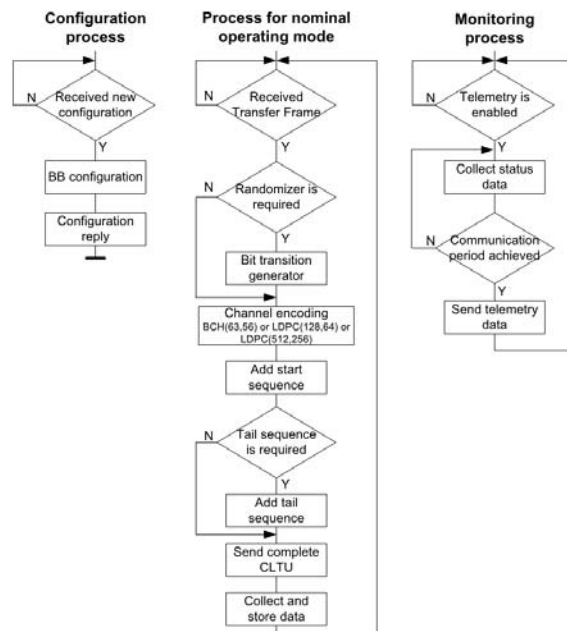 Configuration
process
N
Received new
configuration
Y
BB configuration
Configuration
reply
Process for nominal
operating mode
N
Received
Transfer Frame
Y
N
Randomizer is
required
Y
Bit transition
generator
Channel encoding
BCH(63,56) or LDPC(128,64) or
LDPC(512,256)
Add start
sequence
N
Tail sequence
is required
Y
Add tail
sequence
Send complete
CLTU
Collect and
store data
Monitoring
process
N
Telemetry is
enabled
Y
Collect status
data
N
Communication
period achieved
Y
Send telemetry
data